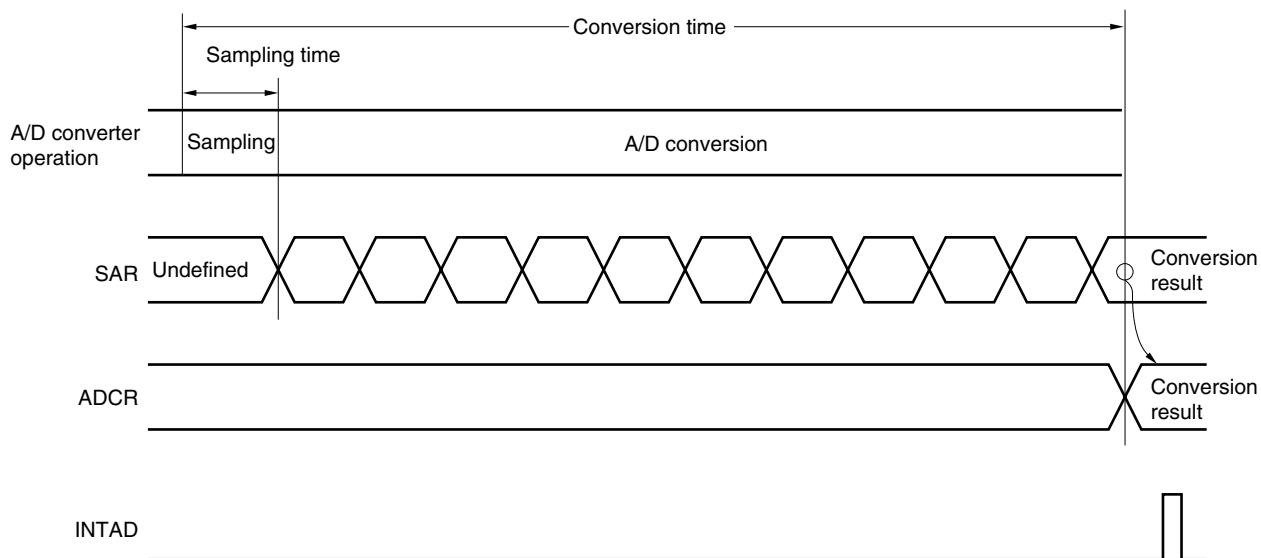 Conversion time
Sampling time
A/D converter
operation
Sampling
A/D conversion
SAR
Undefined
Conversion
result
ADCR
Conversion
result
INTAD